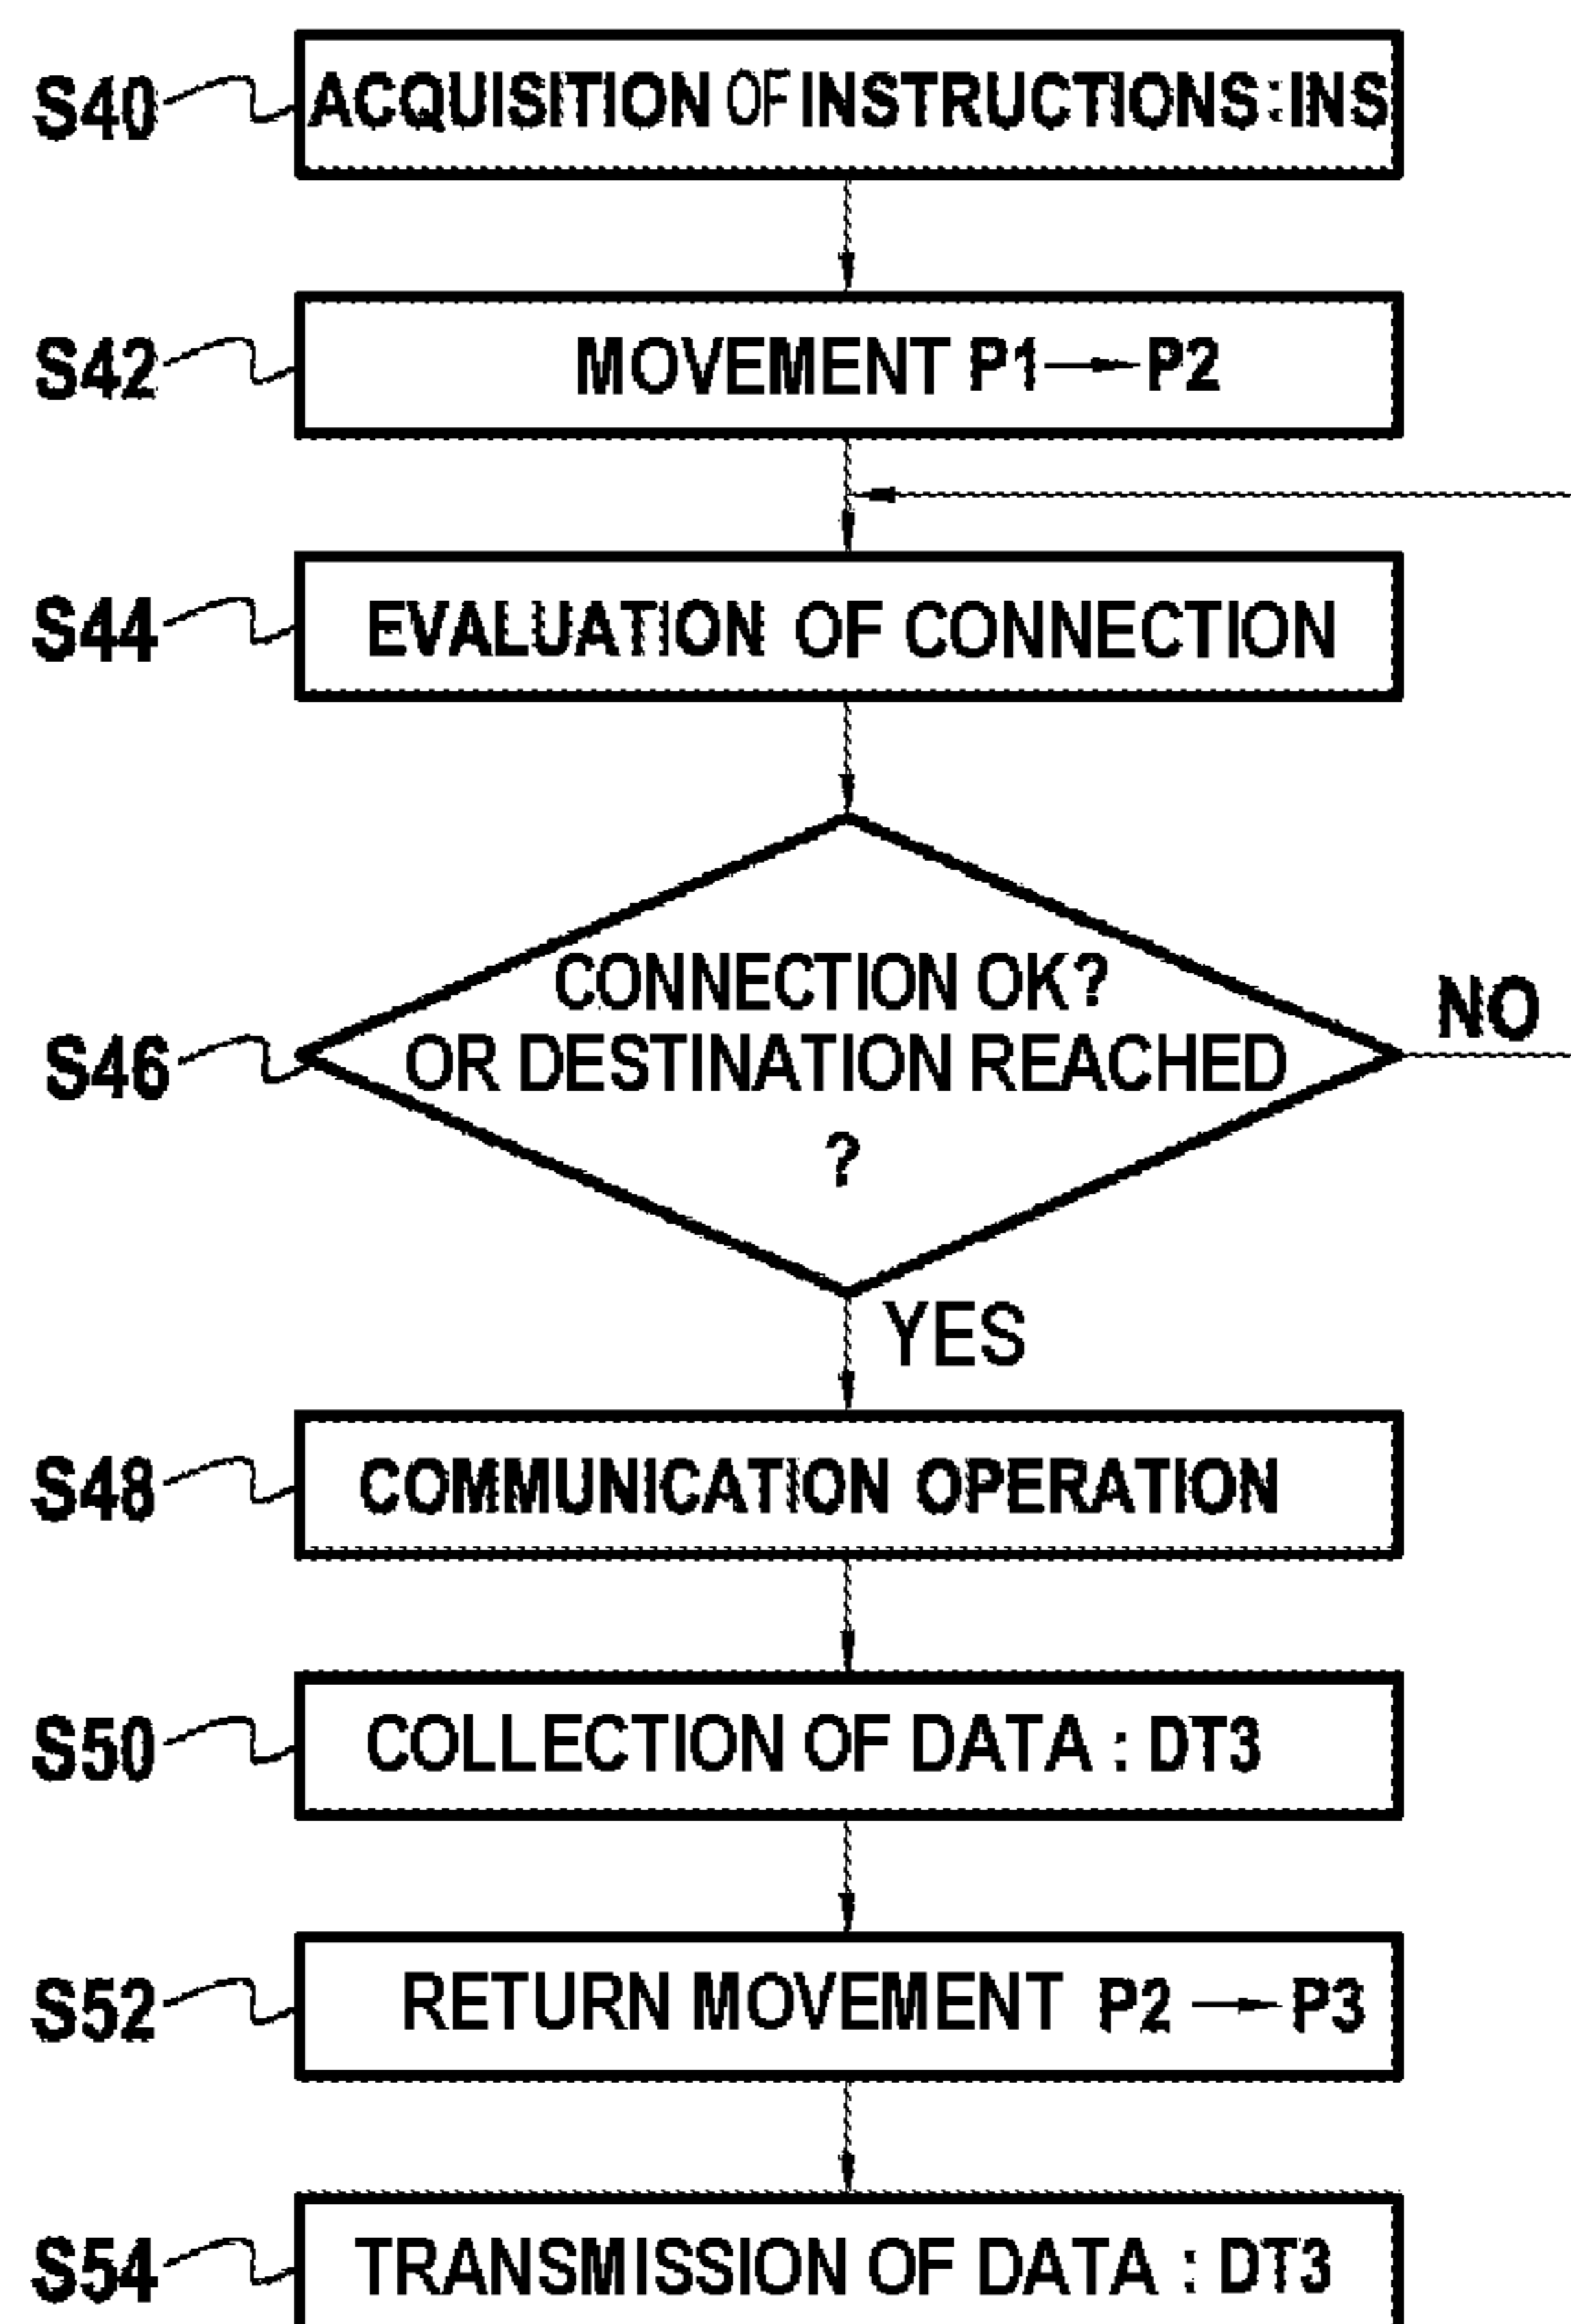 S40 ACQUISITION OF INSTRUCTIONS : INS
S42 MOVEMENT P1 → P2
S44 EVALUATION OF CONNECTION
CONNECTION OK?
NO
S46 OR DESTINATION REACHED
?
YES
S48 COMMUNICATION OPERATION
S50 COLLECTION OF DATA : DT3
S52 RETURN MOVEMENT P2 → P3
S54 TRANSMISSION OF DATA : DT3